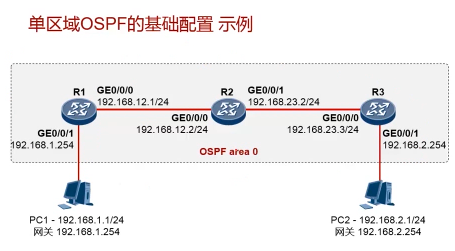 单区域OSPF的基础配置 示例
R1
GE0/0/0
192.168.12.1/24
R2
GE0/0/1
192.168.23.2/24
R3
GE0/0/1
192.168.1.254
GE0/0/0
192.168.12.2/24
GE0/0/0
192.168.23.3/24
GE0/0/1
192.168.2.254
OSPF area 0
PC1 - 192.168.1.1/24
网关 192.168.1.254
PC2 - 192.168.2.1/24
网关 192.168.2.254